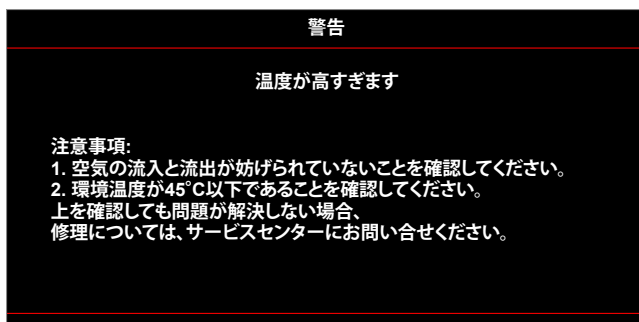 警告
温度が高すぎます
注意事項:
1. 空気の流入と流出が妨げられていないことを確認してください。
2. 環境温度が45°C以下であることを確認してください。
上を確認しても問題が解決しない場合、
修理については、サービスセンターにお問い合せください。